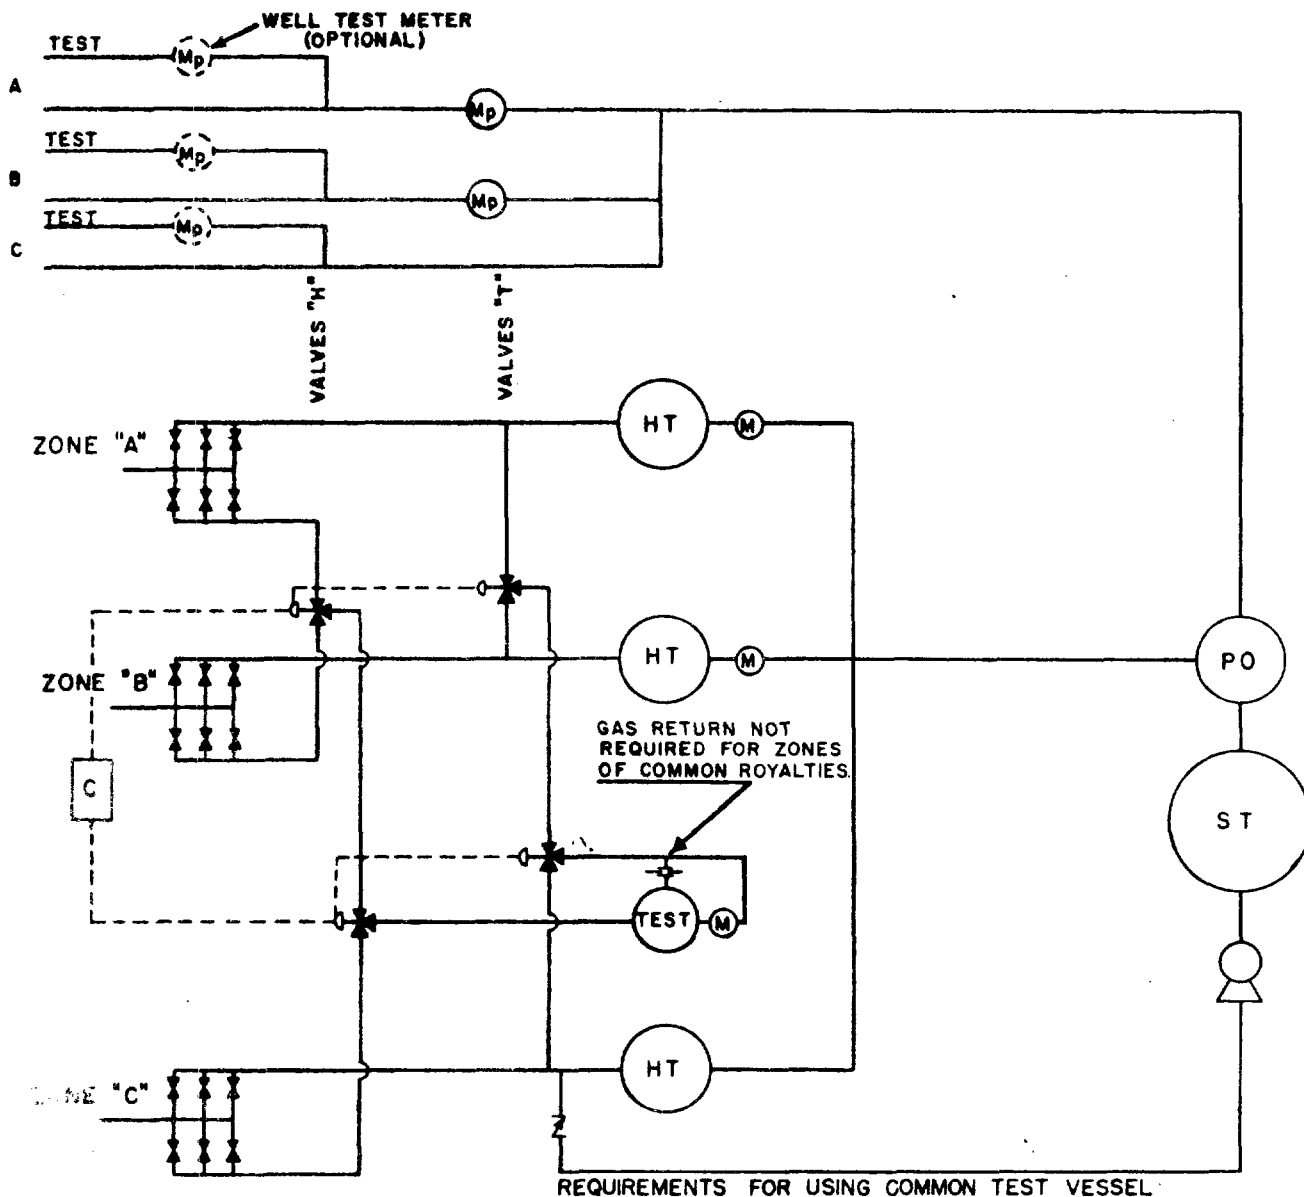 WELL TEST METER
(OPTIONAL)
TEST
Mp
A
Mp
TEST
Mp
B
Mp
TEST
Mp
C
VALVES "H"
VALVES "T"
HT
M
ZONE "A"
HT
M
PO
ZONE "B"
GAS RETURN NOT
REQUIRED FOR ZONES
OF COMMON ROYALTIES.
C
ST
TEST
M
HT
"C"
REQUIREMENTS FOR USING COMMON TEST VESSEL